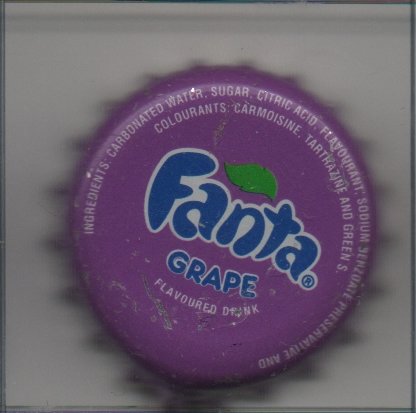 INGREDIENTS: CARBONATED WATER, SUGAR, CITRIC ACID, FLAVOURANT, SODIUM BENZOATE PRESERVATIVE AND
COLOURANTS: CARMOISINE, TARTRAZINE AND GREEN S.
Fanta®
GRAPE
FLAVOURED DRINK